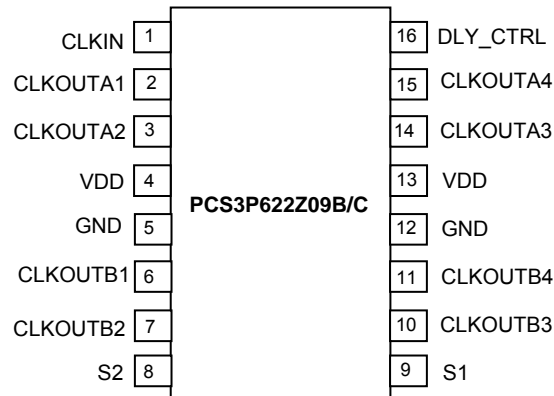 CLKIN 1 16 DLY_CTRL
CLKOUTA1 2 15 CLKOUTA4
CLKOUTA2 3 14 CLKOUTA3
VDD 4 13 VDD
PCS3P622Z09B/C
GND 5 12 GND
CLKOUTB1 6 11 CLKOUTB4
CLKOUTB2 7 10 CLKOUTB3
S2 8 9 S1